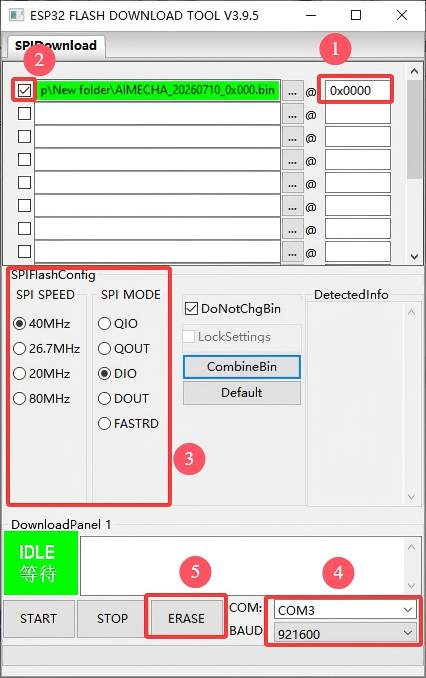 ESP32 FLASH DOWNLOAD TOOL V3.9.5
SPIDownload
1
2
p\New folder\AIMECHA_20260710_0x000.bin ... @ 0x0000
... @
... @
... @
... @
... @
... @
... @
SPIFlashConfig
SPI SPEED
40MHz
26.7MHz
20MHz
80MHz
SPI MODE
QIO
QOUT
DIO
DOUT
FASTRD
3
DoNotChgBin
LockSettings
CombineBin
Default
DetectedInfo
DownloadPanel 1
IDLE
等待
5
4
START
STOP
ERASE
COM: COM3
BAUD: 921600